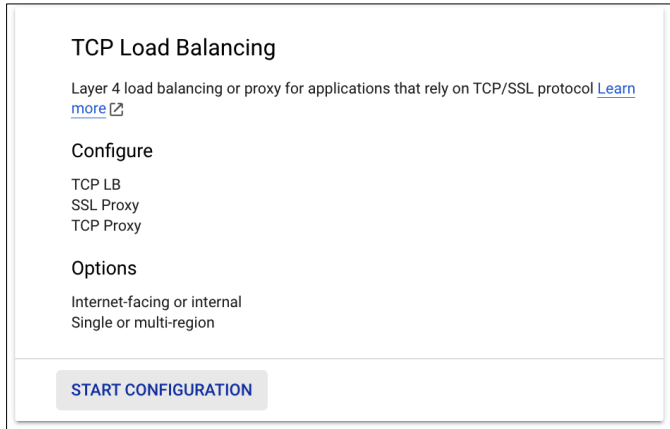 TCP Load Balancing
Layer 4 load balancing or proxy for applications that rely on TCP/SSL protocol Learn
more
Configure
TCP LB
SSL Proxy
TCP Proxy
Options
Internet-facing or internal
Single or multi-region
START CONFIGURATION